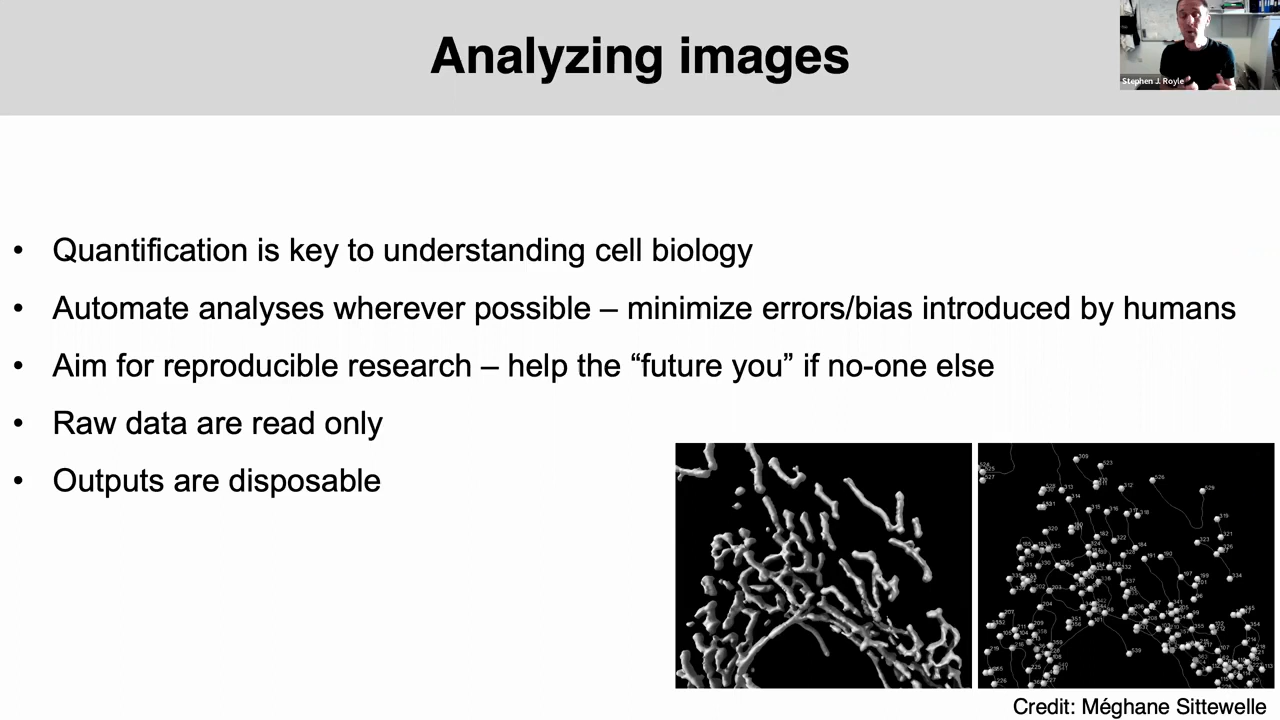 Analyzing images
Stephen J. Royle
• Quantification is key to understanding cell biology
• Automate analyses wherever possible – minimize errors/bias introduced by humans
• Aim for reproducible research – help the “future you” if no-one else
• Raw data are read only
• Outputs are disposable
Credit: Méghane Sittewelle